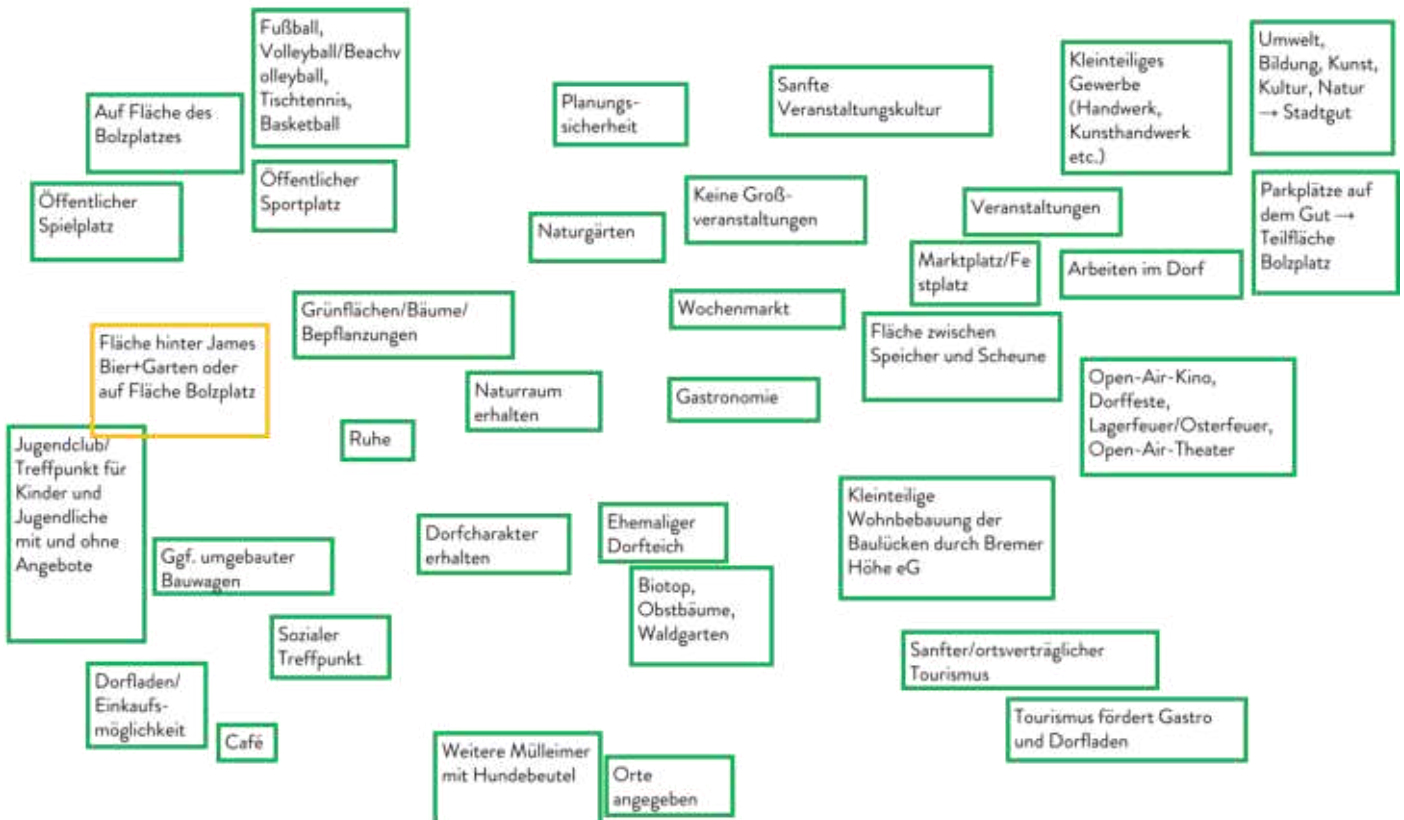 Fußball,
Volleyball/Beachv
olleyball,
Tischtennis,
Basketball
Auf Fläche des
Bolzplatzes
Öffentlicher
Spielplatz
Öffentlicher
Sportplatz
Planungs-
sicherheit
Sanfte
Veranstaltungskultur
Kleinteiliges
Gewerbe
(Handwerk,
Kunsthandwerk
etc.)
Umwelt,
Bildung, Kunst,
Kultur, Natur
→ Stadtgut
Naturgärten
Keine Groß-
veranstaltungen
Veranstaltungen
Marktplatz/Fe
stplatz
Arbeiten im Dorf
Parkplätze auf
dem Gut →
Teilfläche
Bolzplatz
Grünflächen/Bäume/
Bepflanzungen
Wochenmarkt
Fläche zwischen
Speicher und Scheune
Fläche hinter James
Bier+Garten oder
auf Fläche Bolzplatz
Naturraum
erhalten
Gastronomie
Open-Air-Kino,
Dorffeste,
Lagerfeuer/Osterfeuer,
Open-Air-Theater
Ruhe
Jugendclub/
Treffpunkt für
Kinder und
Jugendliche
mit und ohne
Angebote
Ggf. umgebauter
Bauwagen
Dorfcharakter
erhalten
Ehemaliger
Dorfteich
Biotop,
Obstbäume,
Waldgarten
Kleinteilige
Wohnbebauung der
Baulücken durch Bremer
Höhe eG
Sozialer
Treffpunkt
Sanfter/ortsverträglicher
Tourismus
Dorfladen/
Einkaufs-
möglichkeit
Café
Tourismus fördert Gastro
und Dorfladen
Weitere Mülleimer
mit Hundebeutel
Orte
angegeben